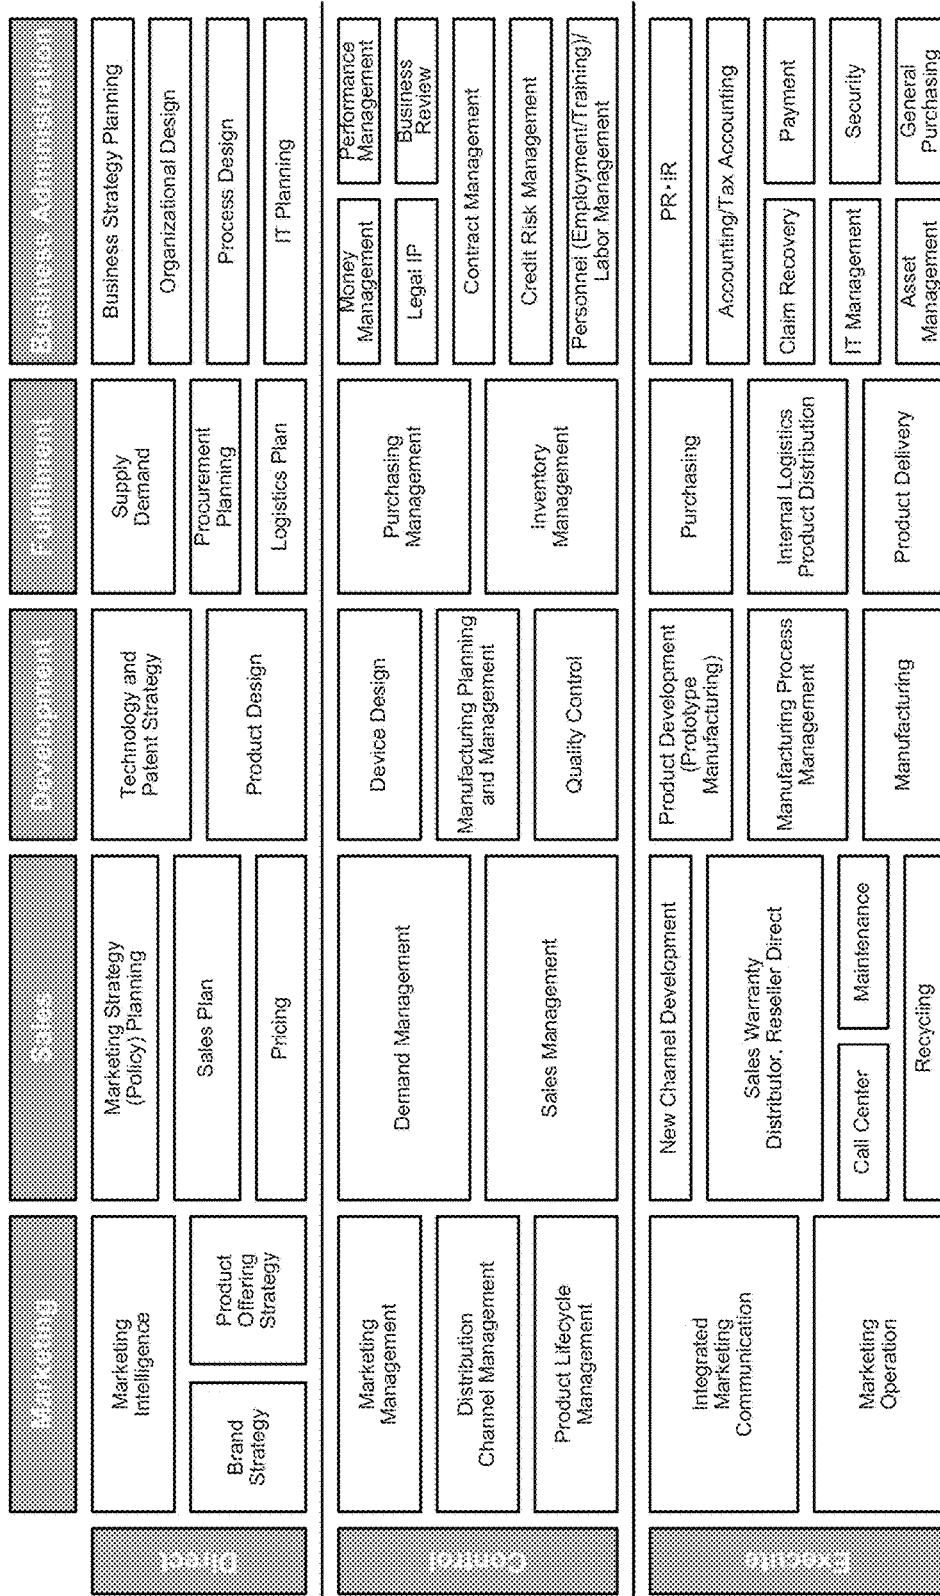 Marketing
Sales
Development
Fulfillment
Business Administration
Direct
Marketing
Intelligence
Brand
Strategy
Product
Offering
Strategy
Marketing Strategy
(Policy) Planning
Sales Plan
Pricing
Technology and
Patent Strategy
Product Design
Supply
Demand
Procurement
Planning
Logistics Plan
Business Strategy Planning
Organizational Design
Process Design
IT Planning
Control
Marketing
Management
Distribution
Channel Management
Product Lifecycle
Management
Demand Management
Sales Management
Device Design
Manufacturing Planning
and Management
Quality Control
Purchasing
Management
Inventory
Management
Money
Management
Performance
Management
Legal IP
Business
Review
Contract Management
Credit Risk Management
Personnel (Employment/Training)/
Labor Management
Execute
Integrated
Marketing
Communication
Marketing
Operation
New Channel Development
Sales Warranty
Distributor, Reseller Direct
Call Center
Maintenance
Recycling
Product Development
(Prototype
Manufacturing)
Manufacturing Process
Management
Manufacturing
Purchasing
Internal Logistics
Product Distribution
Product Delivery
PR・IR
Accounting/Tax Accounting
Claim Recovery
Payment
IT Management
Security
Asset
Management
General
Purchasing